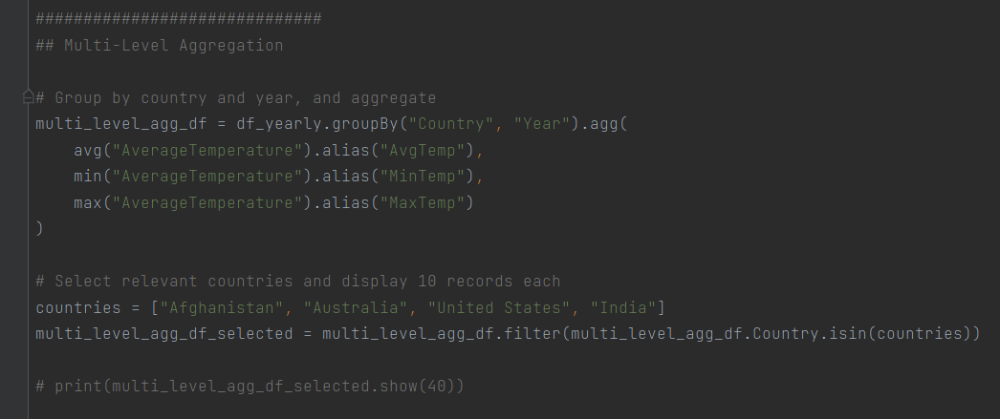 ##############################
## Multi-Level Aggregation
# Group by country and year, and aggregate
multi_level_agg_df = df_yearly.groupBy("Country", "Year").agg(
    avg("AverageTemperature").alias("AvgTemp"),
    min("AverageTemperature").alias("MinTemp"),
    max("AverageTemperature").alias("MaxTemp")
)
# Select relevant countries and display 10 records each
countries = ["Afghanistan", "Australia", "United States", "India"]
multi_level_agg_df_selected = multi_level_agg_df.filter(multi_level_agg_df.Country.isin(countries))
# print(multi_level_agg_df_selected.show(40))